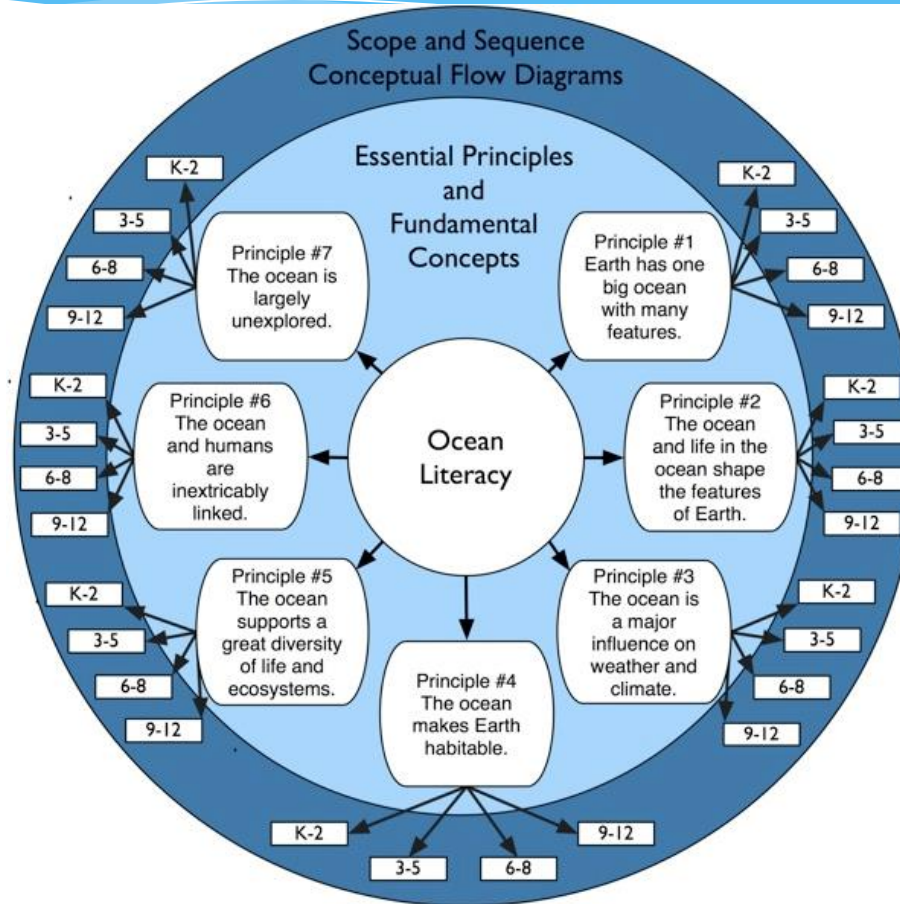 Scope and Sequence
Conceptual Flow Diagrams
Essential Principles
and
Fundamental
Concepts
Ocean
Literacy
Principle #1
Earth has one
big ocean
with many
features.
K-2
3-5
6-8
9-12
Principle #2
The ocean
and life in the
ocean shape
the features
of Earth.
K-2
3-5
6-8
9-12
Principle #3
The ocean is
a major
influence on
weather and
climate.
K-2
3-5
6-8
9-12
Principle #4
The ocean
makes Earth
habitable.
K-2
3-5
6-8
9-12
Principle #5
The ocean
supports a
great diversity
of life and
ecosystems.
K-2
3-5
6-8
9-12
Principle #6
The ocean
and humans
are
inextricably
linked.
K-2
3-5
6-8
9-12
Principle #7
The ocean is
largely
unexplored.
K-2
3-5
6-8
9-12